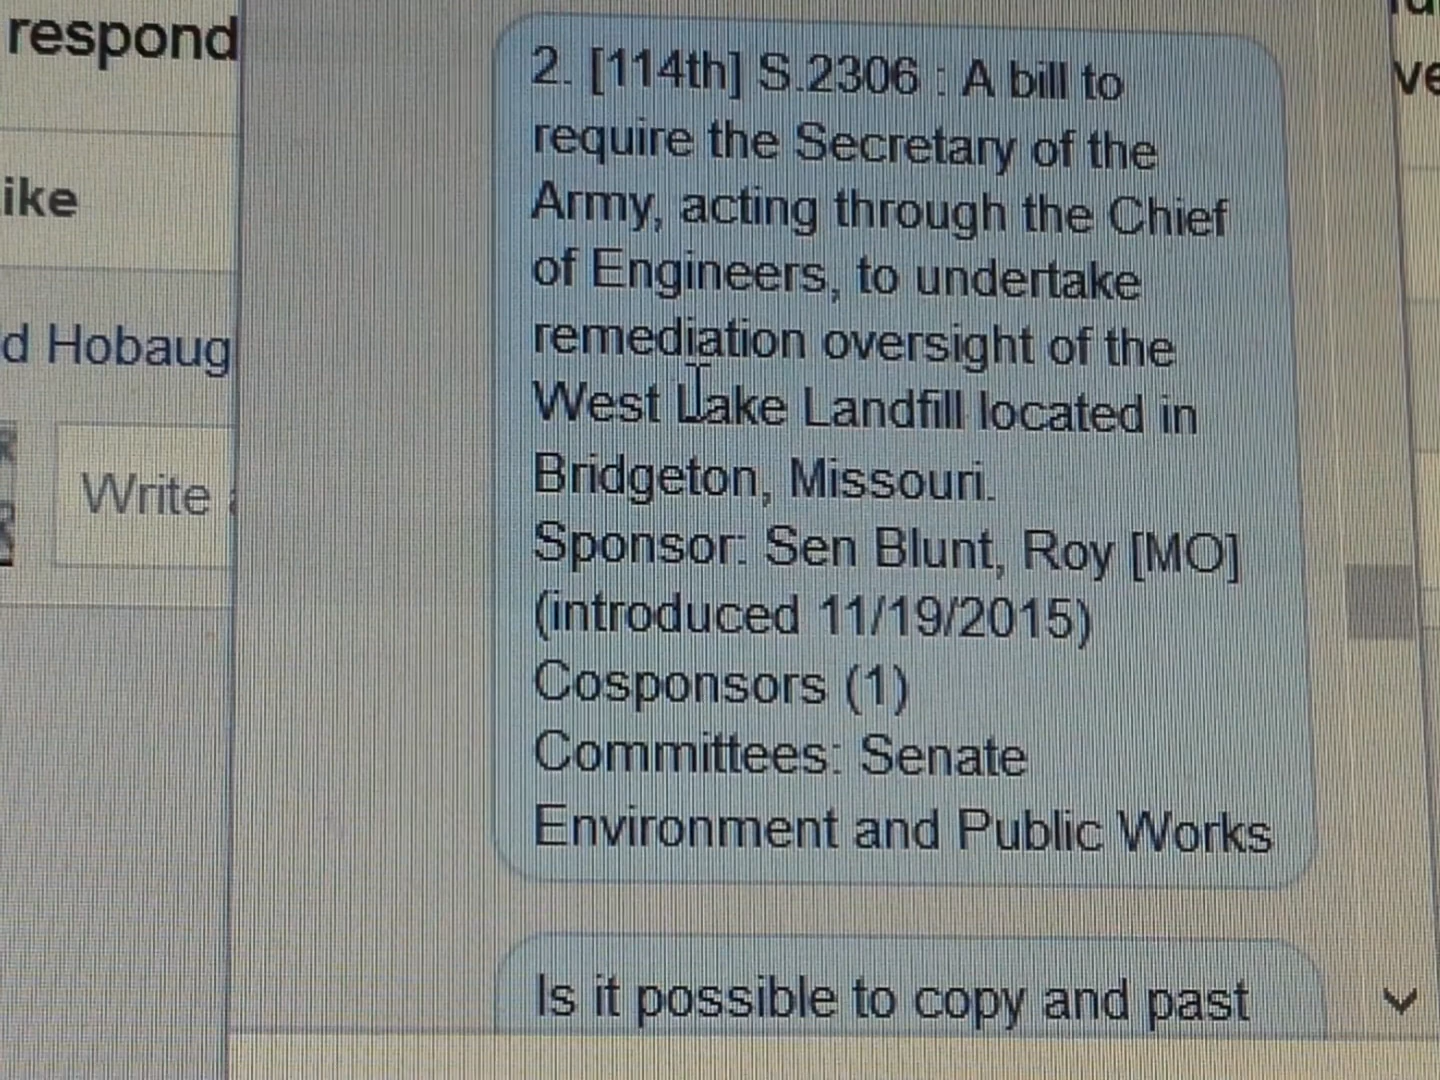 respond
ike
d Hobaug
Write
2. [114th] S.2306 : A bill to
require the Secretary of the
Army, acting through the Chief
of Engineers, to undertake
remediation oversight of the
West Lake Landfill located in
Bridgeton, Missouri.
Sponsor: Sen Blunt, Roy [MO]
(introduced 11/19/2015)
Cosponsors (1)
Committees: Senate
Environment and Public Works
Is it possible to copy and past
ve